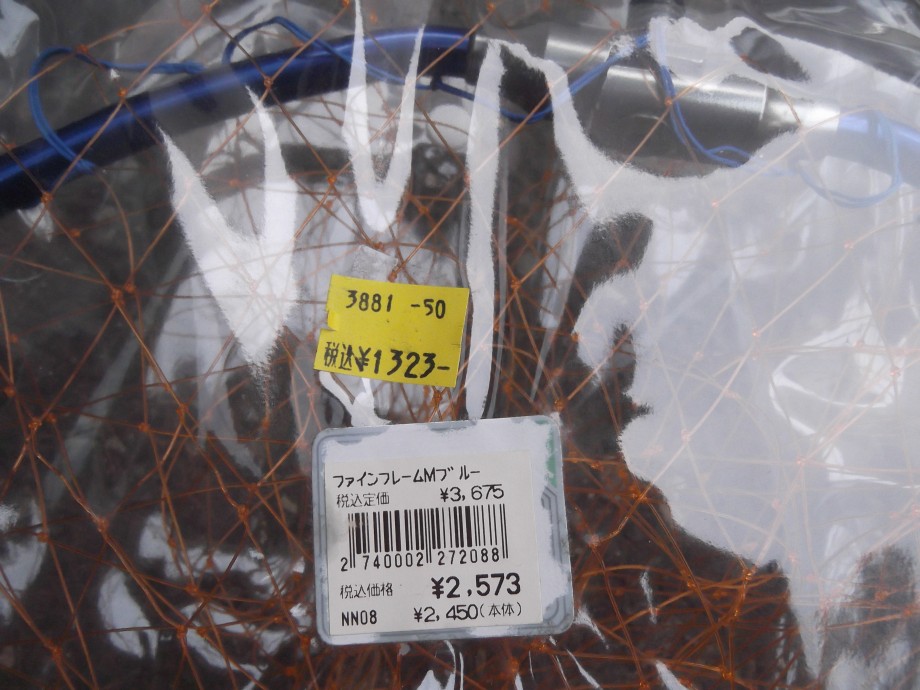 3881 -50
税込¥1323-
ファインフレームMブルー
税込定価 ¥3,675
2 740002 272088
税込価格 ¥2,573
NN08 ¥2,450(本体)